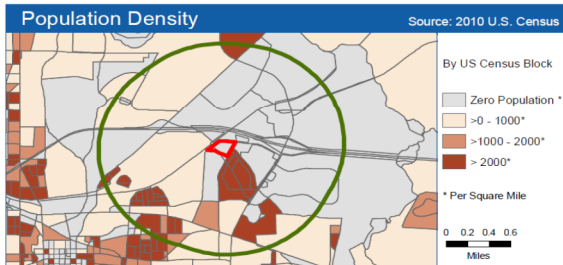 Population Density
Source: 2010 U.S. Census
By US Census Block
Zero Population *
>0 - 1000*
>1000 - 2000*
> 2000*
* Per Square Mile
0 0.2 0.4 0.6
Miles